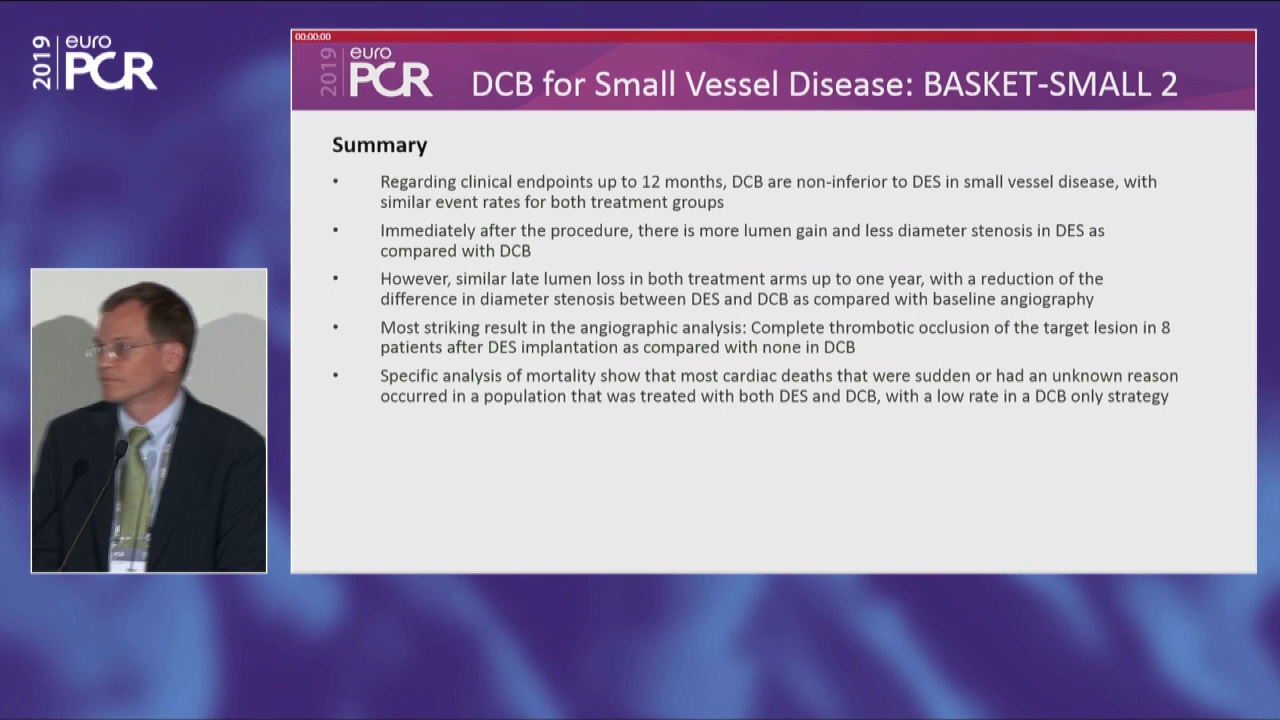 2019
euro
PCR
00:00:00
2019
euro
PCR
DCB for Small Vessel Disease: BASKET-SMALL 2
Summary
• Regarding clinical endpoints up to 12 months, DCB are non-inferior to DES in small vessel disease, with
similar event rates for both treatment groups
• Immediately after the procedure, there is more lumen gain and less diameter stenosis in DES as
compared with DCB
• However, similar late lumen loss in both treatment arms up to one year, with a reduction of the
difference in diameter stenosis between DES and DCB as compared with baseline angiography
• Most striking result in the angiographic analysis: Complete thrombotic occlusion of the target lesion in 8
patients after DES implantation as compared with none in DCB
• Specific analysis of mortality show that most cardiac deaths that were sudden or had an unknown reason
occurred in a population that was treated with both DES and DCB, with a low rate in a DCB only strategy